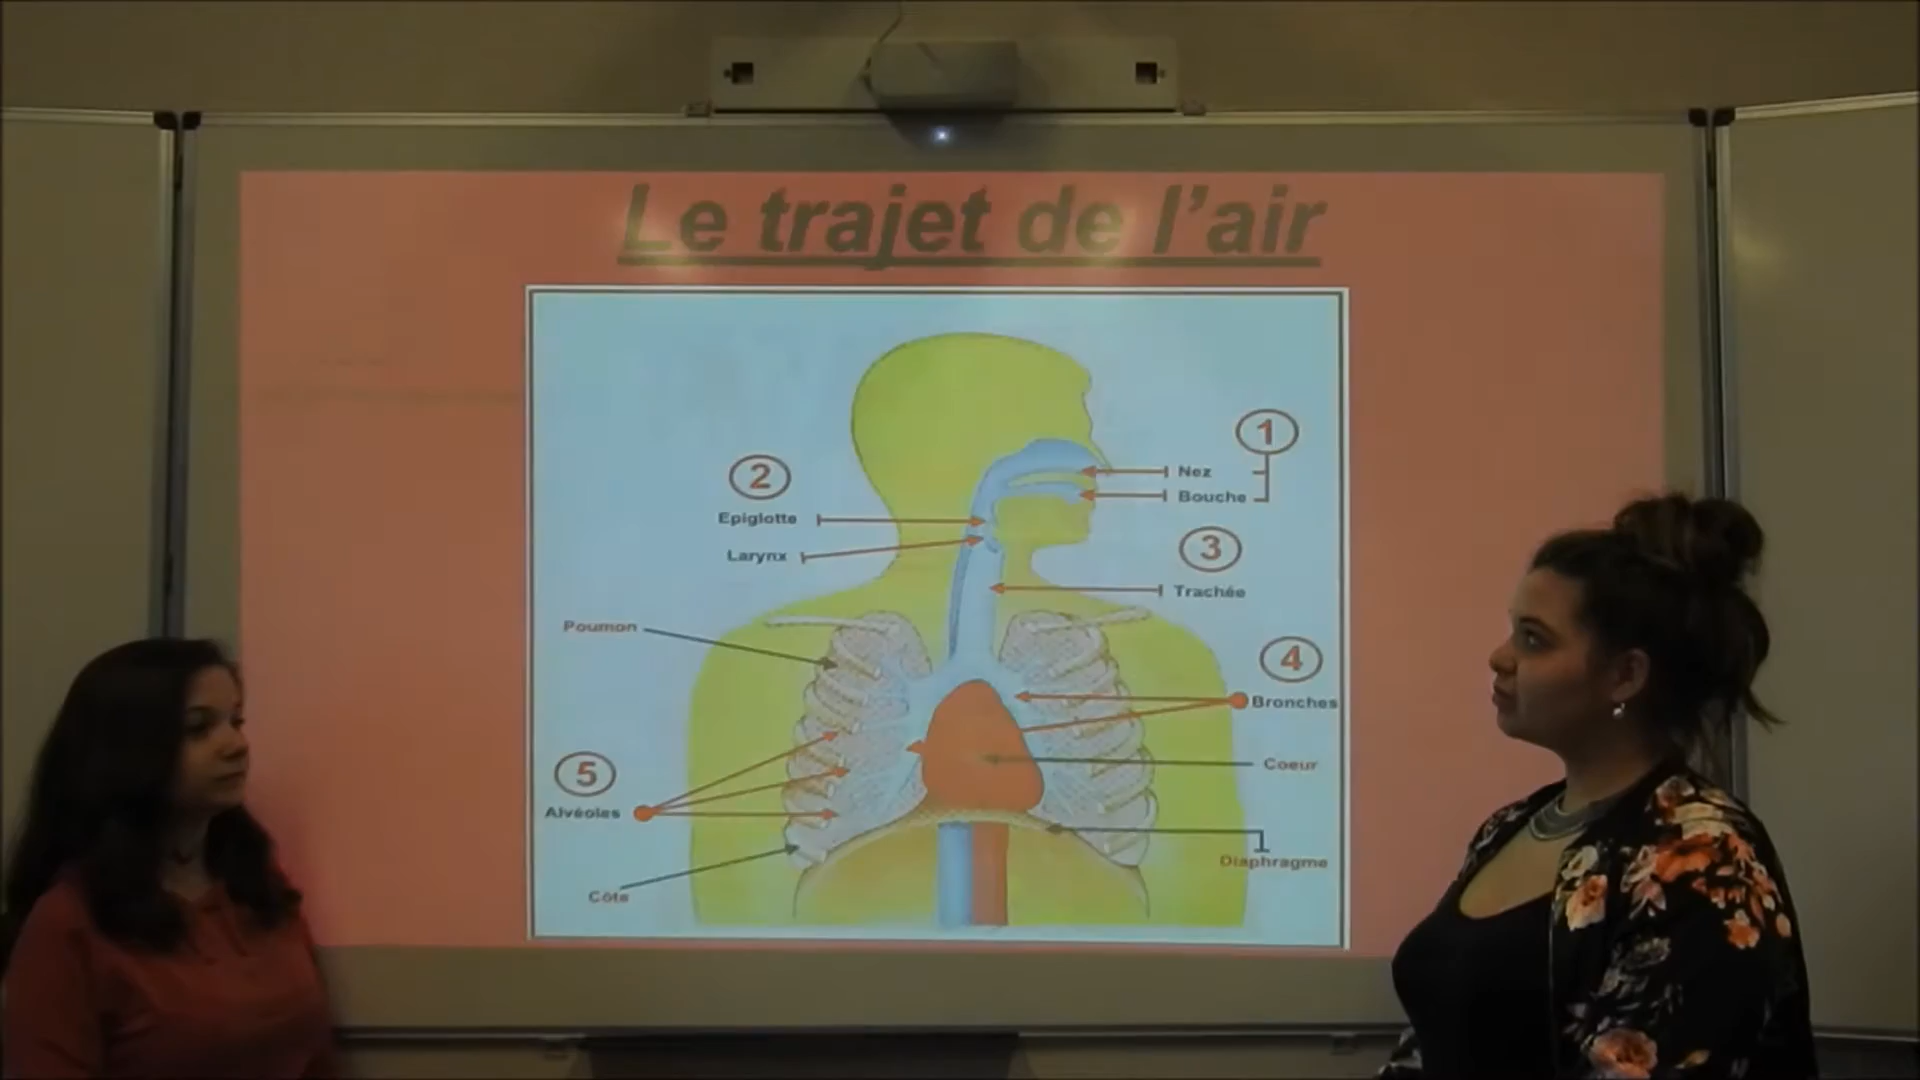 Le trajet de l'air
1
Nez
Bouche
2
Epiglotte
Larynx
3
Trachée
Poumon
4
Bronches
Coeur
5
Alvéoles
Diaphragme
Côte